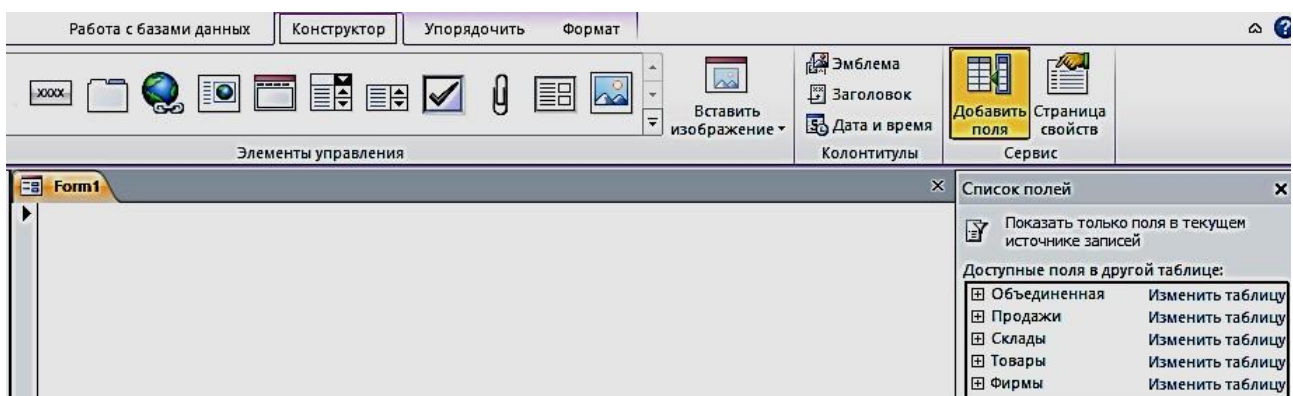 Работа с базами данных Конструктор Упорядочить Формат
XXXX
Вставить изображение
Эмблема
Заголовок
Дата и время
Добавить поля
Страница свойств
Элементы управления Колонтитулы Сервис
Form1
Список полей
Показать только поля в текущем
источнике записей
Доступные поля в другой таблице:
Объединенная Изменить таблицу
Продажи Изменить таблицу
Склады Изменить таблицу
Товары Изменить таблицу
Фирмы Изменить таблицу